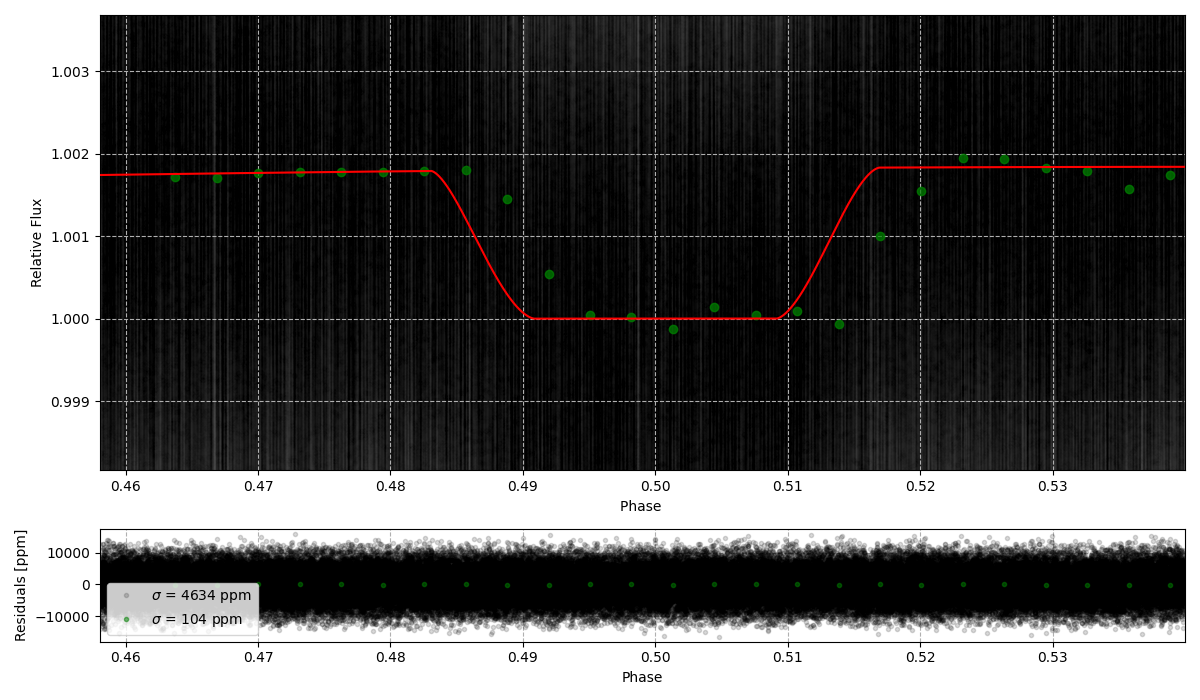 Relative Flux
1.003
1.002
1.001
1.000
0.999
0.46 0.47 0.48 0.49 0.50 0.51 0.52 0.53
Phase
Residuals [ppm]
10000
0
−10000
σ = 4634 ppm
σ = 104 ppm
0.46 0.47 0.48 0.49 0.50 0.51 0.52 0.53
Phase